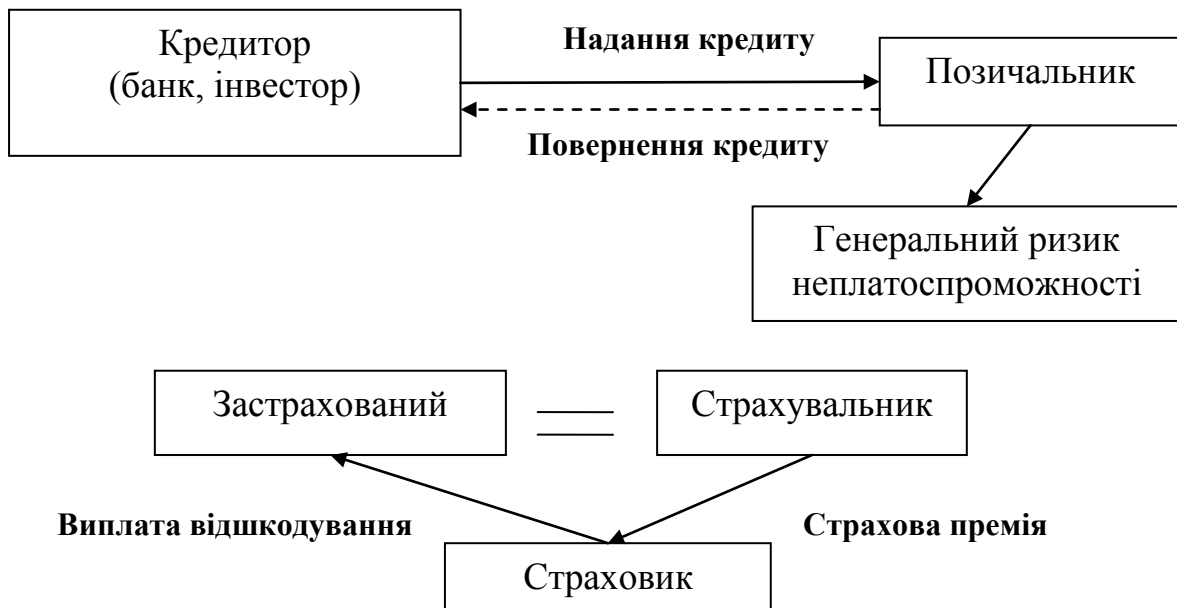 Кредитор
(банк, інвестор)
Надання кредиту
Позичальник
Повернення кредиту
Генеральний ризик
неплатоспроможності
Застрахований
Страхувальник
Виплата відшкодування
Страхова премія
Страховик